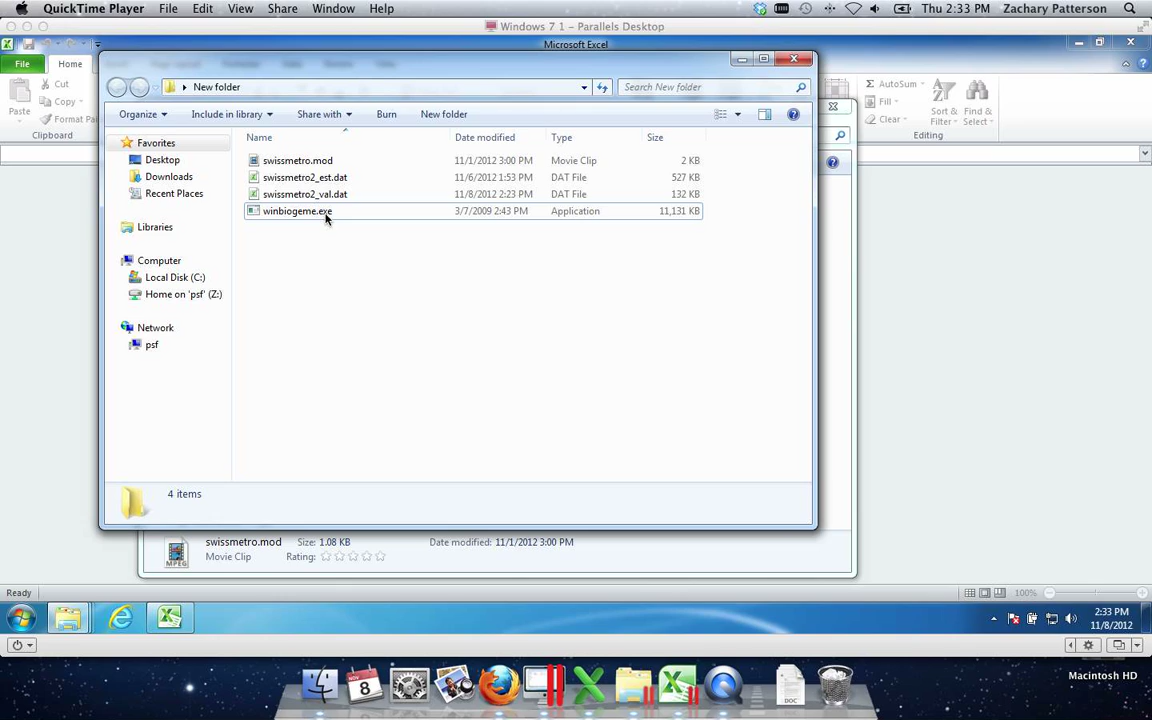 QuickTime Player File Edit View Share Window Help Thu 2:33 PM Zachary Patterson
Windows 7 1 – Parallels Desktop
Microsoft Excel
File Home
New folder Search New folder
Cut
Copy
Paste
Format Pa
Clipboard
AutoSum
Fill
Clear
Sort &
Filter
Find &
Select
Editing
Organize Include in library Share with Burn New folder
Name Date modified Type Size
Favorites
Desktop
Downloads
Recent Places
Libraries
Computer
Local Disk (C:)
Home on 'psf' (Z:)
Network
psf
swissmetro.mod 11/1/2012 3:00 PM Movie Clip 2 KB
swissmetro2_est.dat 11/6/2012 1:53 PM DAT File 527 KB
swissmetro2_val.dat 11/8/2012 2:23 PM DAT File 132 KB
winbiogeme.exe 3/7/2009 2:43 PM Application 11,131 KB
4 items
swissmetro.mod Size: 1.08 KB Date modified: 11/1/2012 3:00 PM
Movie Clip Rating:
MPEG
Ready 100%
2:33 PM
11/8/2012
NOV
8
DOC
Macintosh HD